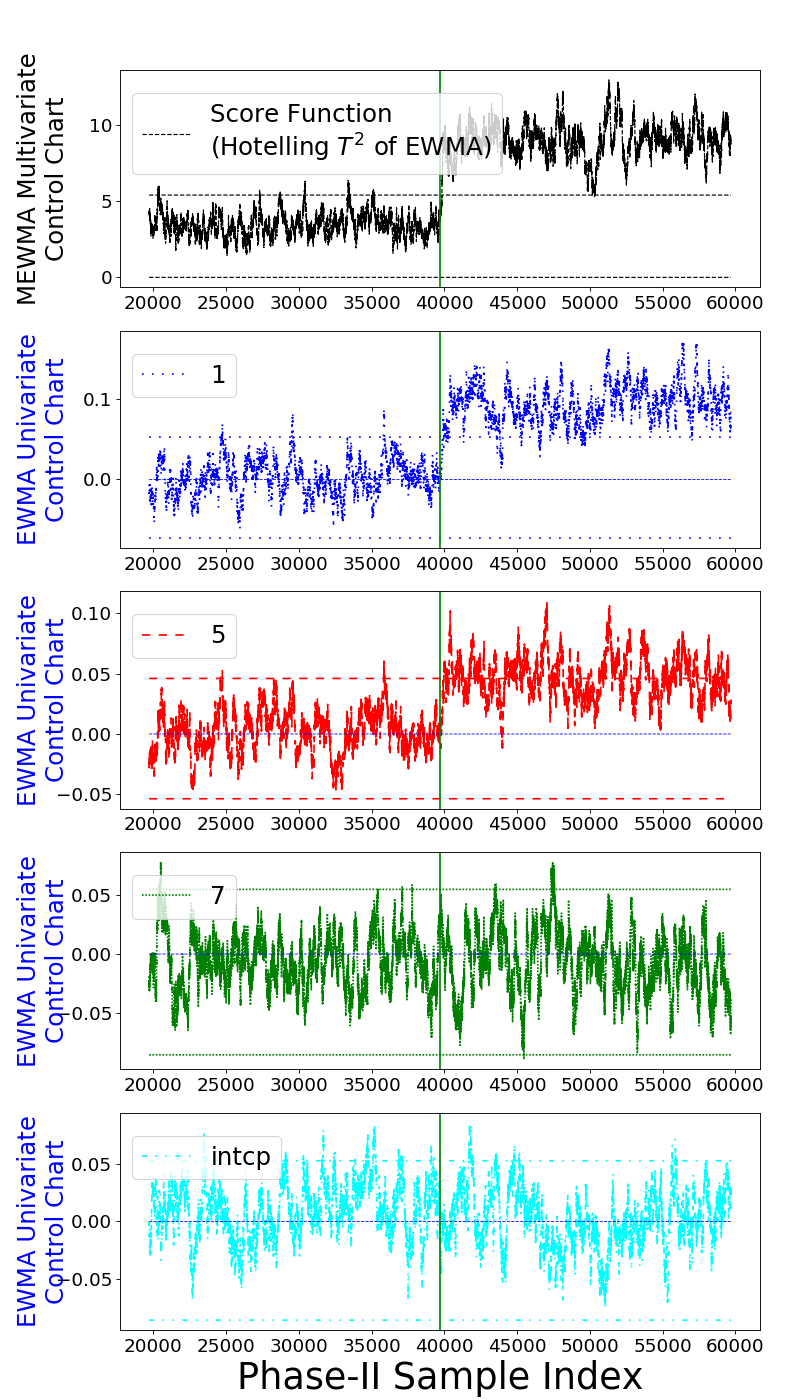 MEWMA Multivariate
Control Chart
Score Function
(Hotelling T² of EWMA)
10
5
0
20000 25000 30000 35000 40000 45000 50000 55000 60000
EWMA Univariate
Control Chart
1
0.1
0.0
20000 25000 30000 35000 40000 45000 50000 55000 60000
EWMA Univariate
Control Chart
5
0.10
0.05
0.00
−0.05
20000 25000 30000 35000 40000 45000 50000 55000 60000
EWMA Univariate
Control Chart
7
0.05
0.00
−0.05
20000 25000 30000 35000 40000 45000 50000 55000 60000
EWMA Univariate
Control Chart
intcp
0.05
0.00
−0.05
20000 25000 30000 35000 40000 45000 50000 55000 60000
Phase-II Sample Index